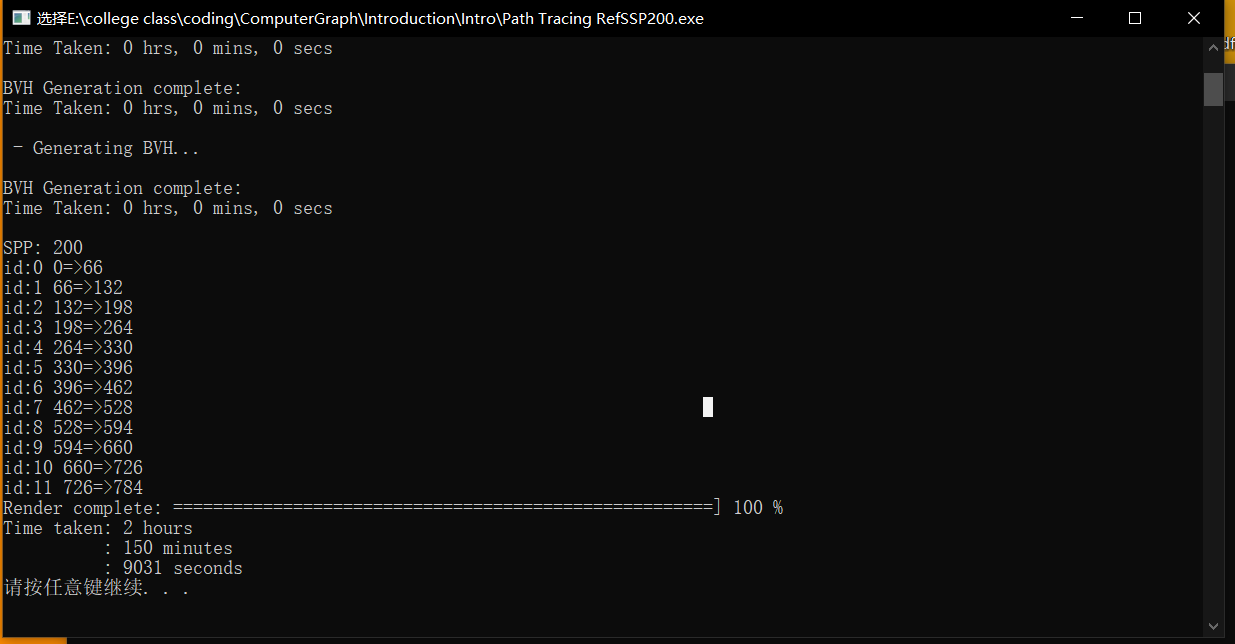 选择E:\college class\coding\ComputerGraph\Introduction\Intro\Path Tracing RefSSP200.exe
Time Taken: 0 hrs, 0 mins, 0 secs
BVH Generation complete:
Time Taken: 0 hrs, 0 mins, 0 secs
- Generating BVH...
BVH Generation complete:
Time Taken: 0 hrs, 0 mins, 0 secs
SPP: 200
id:0 0=>66
id:1 66=>132
id:2 132=>198
id:3 198=>264
id:4 264=>330
id:5 330=>396
id:6 396=>462
id:7 462=>528
id:8 528=>594
id:9 594=>660
id:10 660=>726
id:11 726=>784
Render complete: ======================================================] 100 %
Time taken: 2 hours
: 150 minutes
: 9031 seconds
请按任意键继续. . .